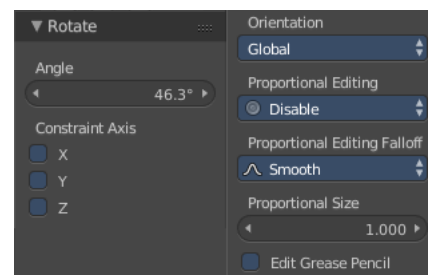 Rotate
Angle
46.3°
Constraint Axis
X
Y
Z
Orientation
Global
Proportional Editing
Disable
Proportional Editing Falloff
Smooth
Proportional Size
1.000
Edit Grease Pencil